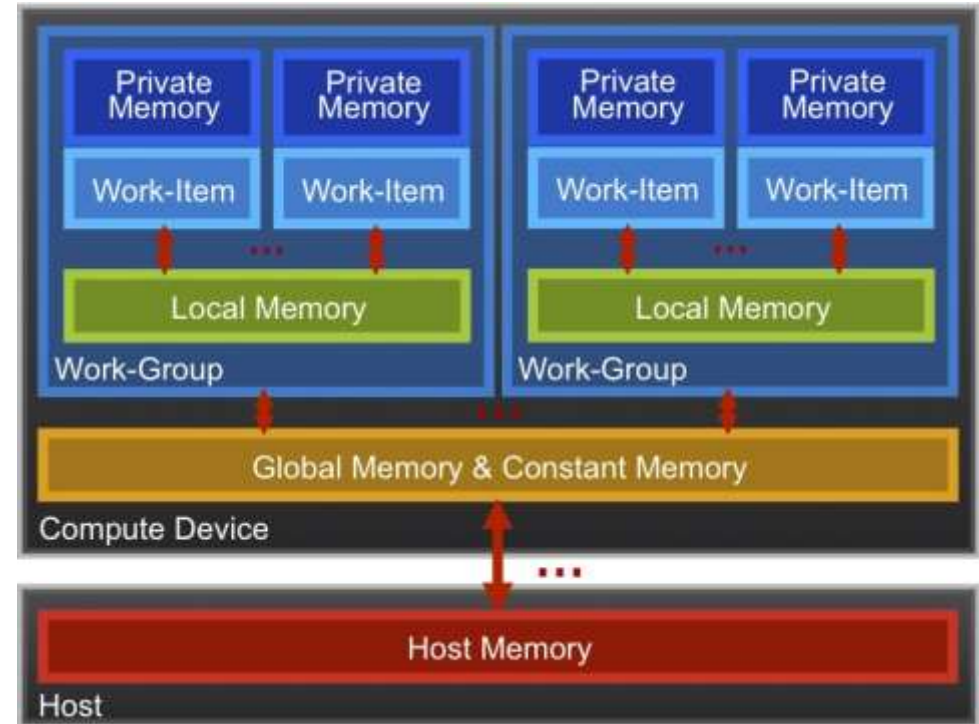 Private Memory
Private Memory
Private Memory
Private Memory
Work-Item
Work-Item
Work-Item
Work-Item
...
...
Local Memory
Local Memory
Work-Group
Work-Group
...
Global Memory & Constant Memory
Compute Device
...
Host Memory
Host